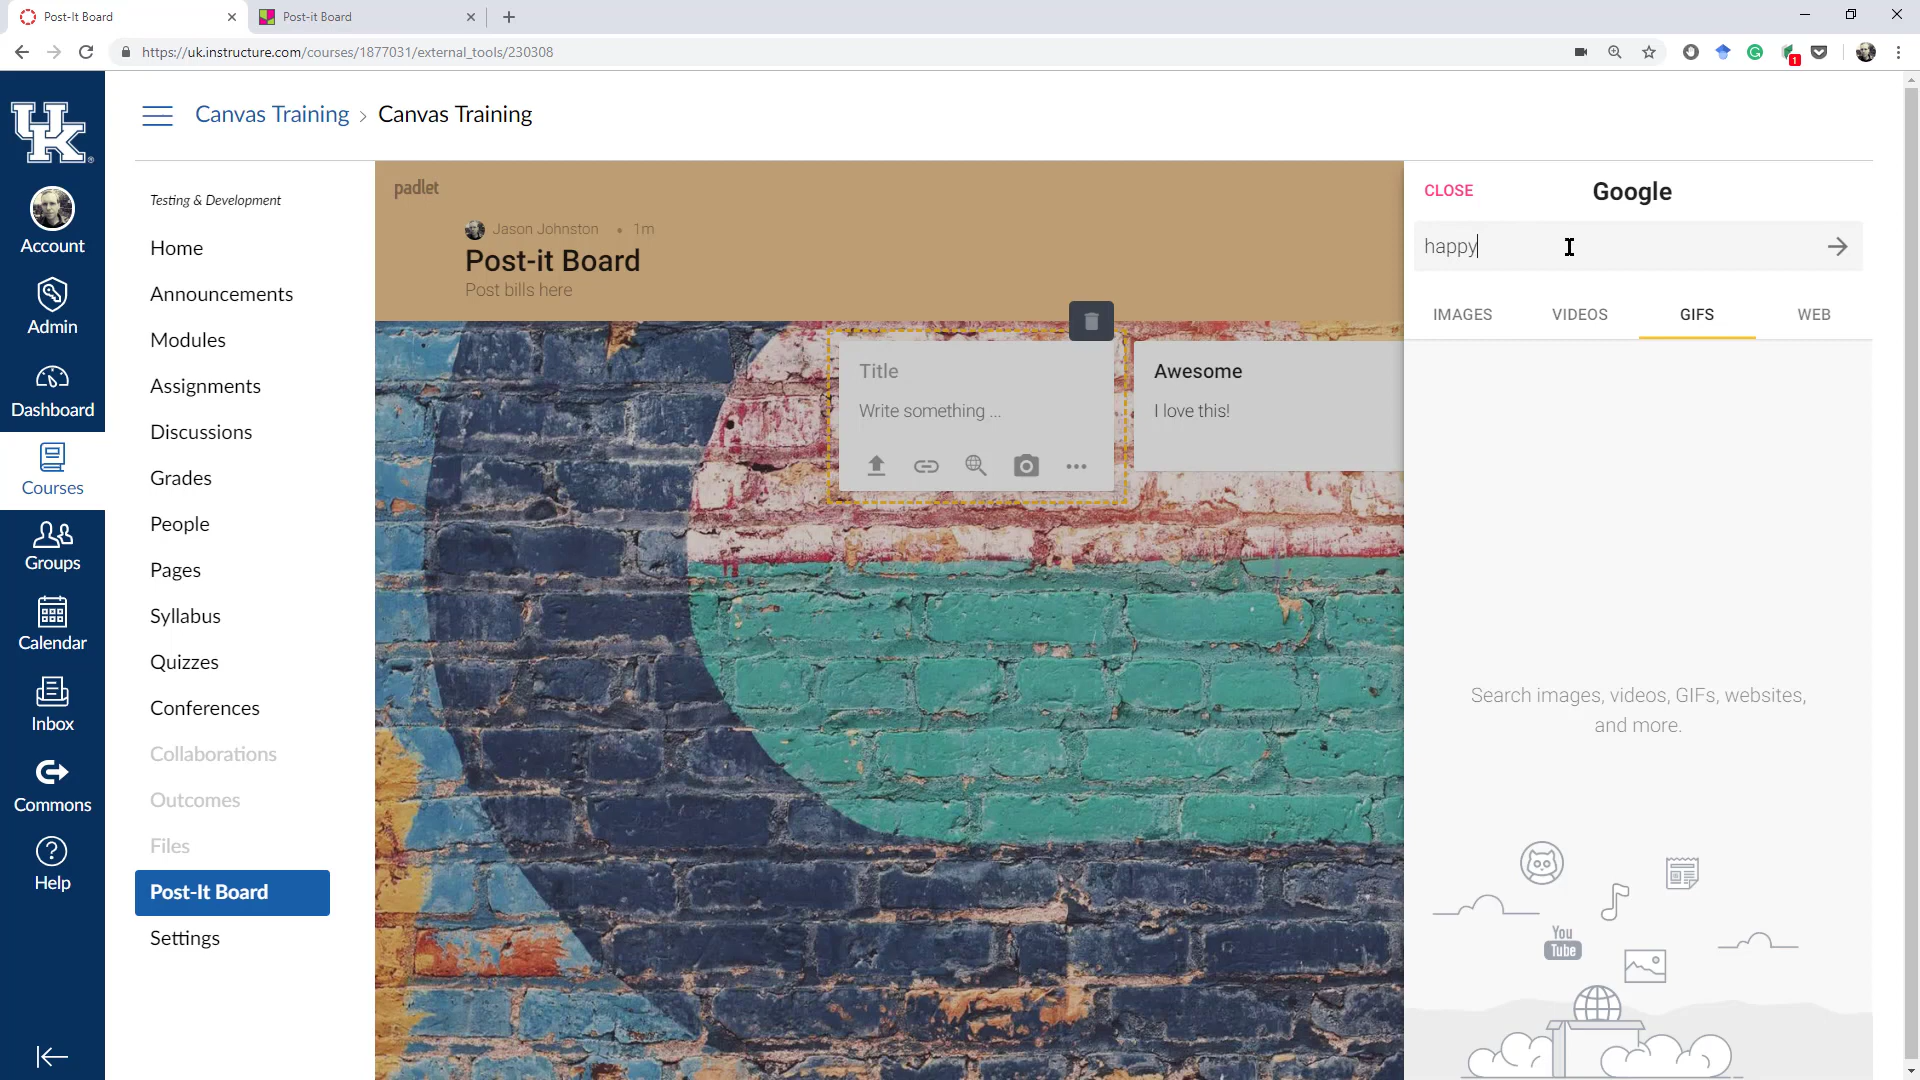 Post-It Board
Post-it Board
https://uk.instructure.com/courses/1877031/external_tools/230308
1
UK
Canvas Training > Canvas Training
Account
Admin
Dashboard
Courses
Groups
Calendar
Inbox
Commons
Help
Testing & Development
Home
Announcements
Modules
Assignments
Discussions
Grades
People
Pages
Syllabus
Quizzes
Conferences
Collaborations
Outcomes
Files
Post-It Board
Settings
padlet
Jason Johnston • 1m
Post-it Board
Post bills here
Title
Write something ...
Awesome
I love this!
CLOSE
Google
happy
IMAGES VIDEOS GIFS WEB
Search images, videos, GIFs, websites,
and more.
You
Tube